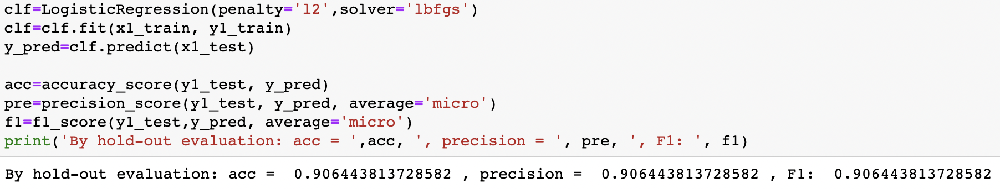 clf=LogisticRegression(penalty='l2',solver='lbfgs')
clf=clf.fit(x1_train, y1_train)
y_pred=clf.predict(x1_test)
acc=accuracy_score(y1_test, y_pred)
pre=precision_score(y1_test, y_pred, average='micro')
f1=f1_score(y1_test,y_pred, average='micro')
print('By hold-out evaluation: acc = ',acc, ', precision = ', pre, ', F1: ', f1)
By hold-out evaluation: acc =  0.906443813728582 , precision =  0.906443813728582 , F1:  0.906443813728582